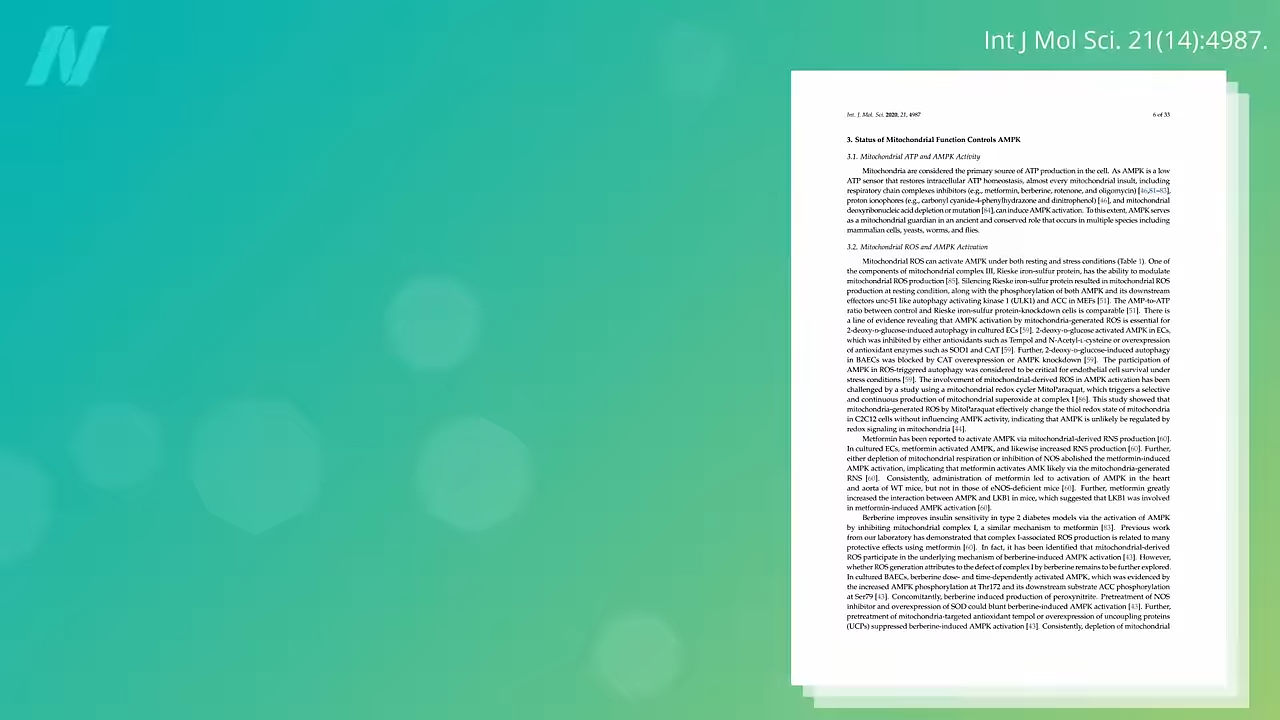 Int J Mol Sci. 21(14):4987.
Int. J. Mol. Sci. 2020, 21, 4987
6 of 33
3. Status of Mitochondrial Function Controls AMPK
3.1. Mitochondrial ATP and AMPK Activity
Mitochondria are considered the primary source of ATP production in the cell. As AMPK is a low
ATP sensor that restores intracellular ATP homeostasis, almost every mitochondrial insult, including
respiratory chain complexes inhibitors (e.g., metformin, berberine, rotenone, and oligomycin) [46,81–83],
proton ionophores (e.g., carbonyl cyanide-4-phenylhydrazone and dinitrophenol) [46], and mitochondrial
deoxyribonucleic acid depletion or mutation [84], can induce AMPK activation. To this extent, AMPK serves
as a mitochondrial guardian in an ancient and conserved role that occurs in multiple species including
mammalian cells, yeasts, worms, and flies.
3.2. Mitochondrial ROS and AMPK Activation
Mitochondrial ROS can activate AMPK under both resting and stress conditions (Table 1). One of
the components of mitochondrial complex III, Rieske iron-sulfur protein, has the ability to modulate
mitochondrial ROS production [85]. Silencing Rieske iron-sulfur protein resulted in mitochondrial ROS
production at resting condition, along with the phosphorylation of both AMPK and its downstream
effectors unc-51 like autophagy activating kinase 1 (ULK1) and ACC in MEFs [51]. The AMP-to-ATP
ratio between control and Rieske iron-sulfur protein-knockdown cells is comparable [51]. There is
a line of evidence revealing that AMPK activation by mitochondria-generated ROS is essential for
2-deoxy-D-glucose-induced autophagy in cultured ECs [59]. 2-deoxy-D-glucose activated AMPK in ECs,
which was inhibited by either antioxidants such as Tempol and N-Acetyl-L-cysteine or overexpression
of antioxidant enzymes such as SOD1 and CAT [59]. Further, 2-deoxy-D-glucose-induced autophagy
in BAECs was blocked by CAT overexpression or AMPK knockdown [59]. The participation of
AMPK in ROS-triggered autophagy was considered to be critical for endothelial cell survival under
stress conditions [59]. The involvement of mitochondrial-derived ROS in AMPK activation has been
challenged by a study using a mitochondrial redox cycler MitoParaquat, which triggers a selective
and continuous production of mitochondrial superoxide at complex I [86]. This study showed that
mitochondria-generated ROS by MitoParaquat effectively change the thiol redox state of mitochondria
in C2C12 cells without influencing AMPK activity, indicating that AMPK is unlikely be regulated by
redox signaling in mitochondria [44].
Metformin has been reported to activate AMPK via mitochondrial-derived RNS production [60].
In cultured ECs, metformin activated AMPK, and likewise increased RNS production [60]. Further,
either depletion of mitochondrial respiration or inhibition of NOS abolished the metformin-induced
AMPK activation, implicating that metformin activates AMK likely via the mitochondria-generated
RNS [60]. Consistently, administration of metformin led to activation of AMPK in the heart
and aorta of WT mice, but not in those of eNOS-deficient mice [60]. Further, metformin greatly
increased the interaction between AMPK and LKB1 in mice, which suggested that LKB1 was involved
in metformin-induced AMPK activation [60].
Berberine improves insulin sensitivity in type 2 diabetes models via the activation of AMPK
by inhibiting mitochondrial complex I, a similar mechanism to metformin [83]. Previous work
from our laboratory has demonstrated that complex I-associated ROS production is related to many
protective effects using metformin [60]. In fact, it has been identified that mitochondrial-derived
ROS participate in the underlying mechanism of berberine-induced AMPK activation [43]. However,
whether ROS generation attributes to the defect of complex I by berberine remains to be further explored.
In cultured BAECs, berberine dose- and time-dependently activated AMPK, which was evidenced by
the increased AMPK phosphorylation at Thr172 and its downstream substrate ACC phosphorylation
at Ser79 [43]. Concomitantly, berberine induced production of peroxynitrite. Pretreatment of NOS
inhibitor and overexpression of SOD could blunt berberine-induced AMPK activation [43]. Further,
pretreatment of mitochondria-targeted antioxidant tempol or overexpression of uncoupling proteins
(UCPs) suppressed berberine-induced AMPK activation [43]. Consistently, depletion of mitochondrial